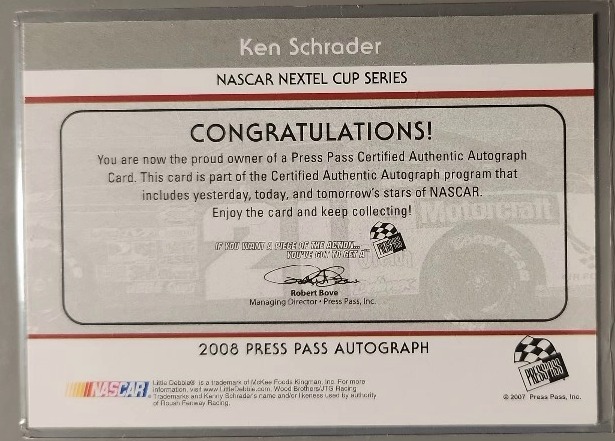 Ken Schrader
NASCAR NEXTEL CUP SERIES
CONGRATULATIONS!
You are now the proud owner of a Press Pass Certified Authentic Autograph
Card. This card is part of the Certified Authentic Autograph program that
includes yesterday, today, and tomorrow's stars of NASCAR.
Enjoy the card and keep collecting!
Motorcraft
IF YOU WANT A PIECE OF THE ACTION...
YOU'VE GOT TO GET A
PRESS PASS
Robert Bove
Managing Director • Press Pass, Inc.
2008 PRESS PASS AUTOGRAPH
PRESS PASS
NASCAR
Little Debbie® is a trademark of McKee Foods Kingman, Inc. For more
information, visit www.LittleDebbie.com. Wood Brothers/JTG Racing
Trademarks and Kenny Schrader's name and/or likeness used by authority
of Roush Fenway Racing.
© 2007 Press Pass, Inc.